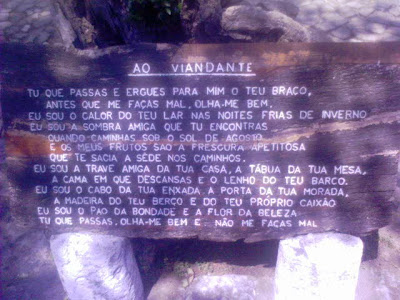 AO VIANDANTE
TU QUE PASSAS E ERGUES PARA MIM O TEU BRAÇO,
ANTES QUE ME FAÇAS MAL, OLHA-ME BEM.
EU SOU O CALOR DO TEU LAR NAS NOITES FRIAS DE INVERNO
EU SOU A SOMBRA AMIGA QUE TU ENCONTRAS
QUANDO CAMINHAS SOB O SOL DE AGOSTO
E OS MEUS FRUTOS SAO A FRESCURA APETITOSA
QUE TE SACIA A SÊDE NOS CAMINHOS.
EU SOU A TRAVE AMIGA DA TUA CASA, A TÁBUA DA TUA MESA,
A CAMA EM QUE DESCANSAS E O LENHO DO TEU BARCO.
EU SOU O CABO DA TUA ENXADA, A PORTA DA TUA MORADA,
A MADEIRA DO TEU BERÇO E DO TEU PRÓPRIO CAIXÃO
EU SOU O PAO DA BONDADE E A FLOR DA BELEZA
TU QUE PASSAS, OLHA-ME BEM E NÃO ME FAÇAS MAL